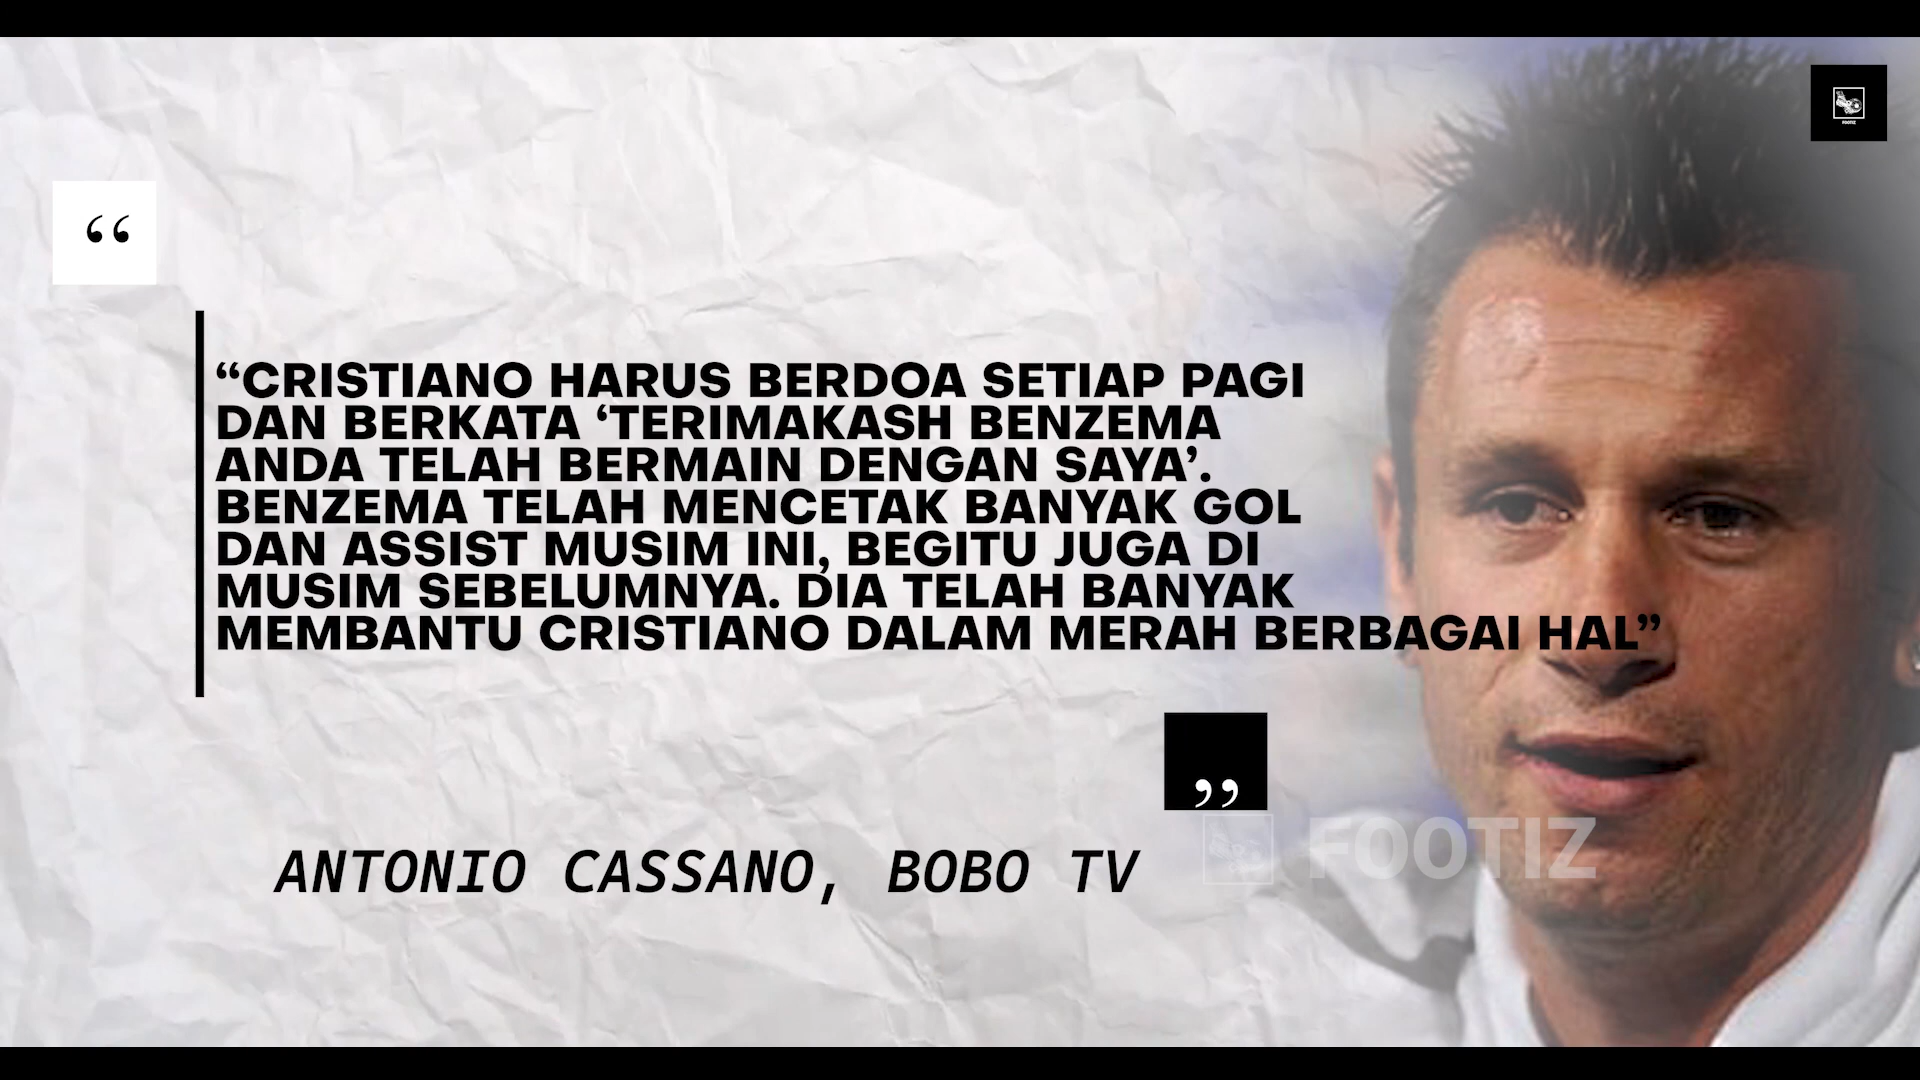 FOOTIZ
“
“CRISTIANO HARUS BERDOA SETIAP PAGI
DAN BERKATA ‘TERIMAKASH BENZEMA
ANDA TELAH BERMAIN DENGAN SAYA’.
BENZEMA TELAH MENCETAK BANYAK GOL
DAN ASSIST MUSIM INI, BEGITU JUGA DI
MUSIM SEBELUMNYA. DIA TELAH BANYAK
MEMBANTU CRISTIANO DALAM MERAH BERBAGAI HAL”
”
FOOTIZ
ANTONIO CASSANO, BOBO TV